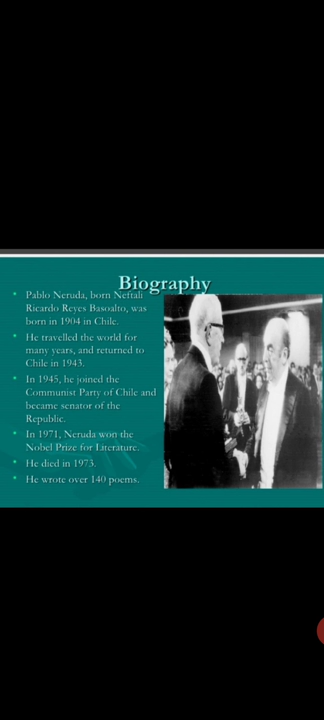 Biography
* Pablo Neruda, born Neftali
Ricardo Reyes Basoalto, was
born in 1904 in Chile.
* He travelled the world for
many years, and returned to
Chile in 1943.
* In 1945, he joined the
Communist Party of Chile and
became senator of the
Republic.
* In 1971, Neruda won the
Nobel Prize for Literature.
* He died in 1973.
* He wrote over 140 poems.